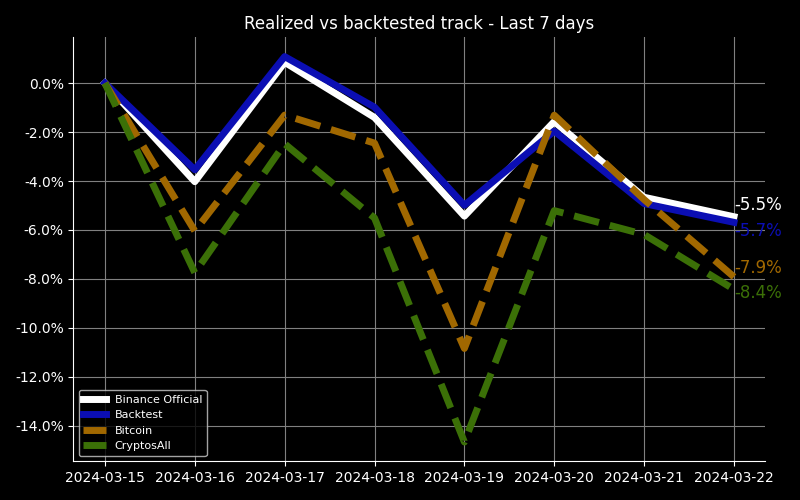 Realized vs backtested track - Last 7 days
0.0%
-2.0%
-4.0%
-6.0%
-8.0%
-10.0%
-12.0%
-14.0%
-5.5%
-5.7%
-7.9%
-8.4%
Binance Official
Backtest
Bitcoin
CryptosAll
2024-03-15 2024-03-16 2024-03-17 2024-03-18 2024-03-19 2024-03-20 2024-03-21 2024-03-22